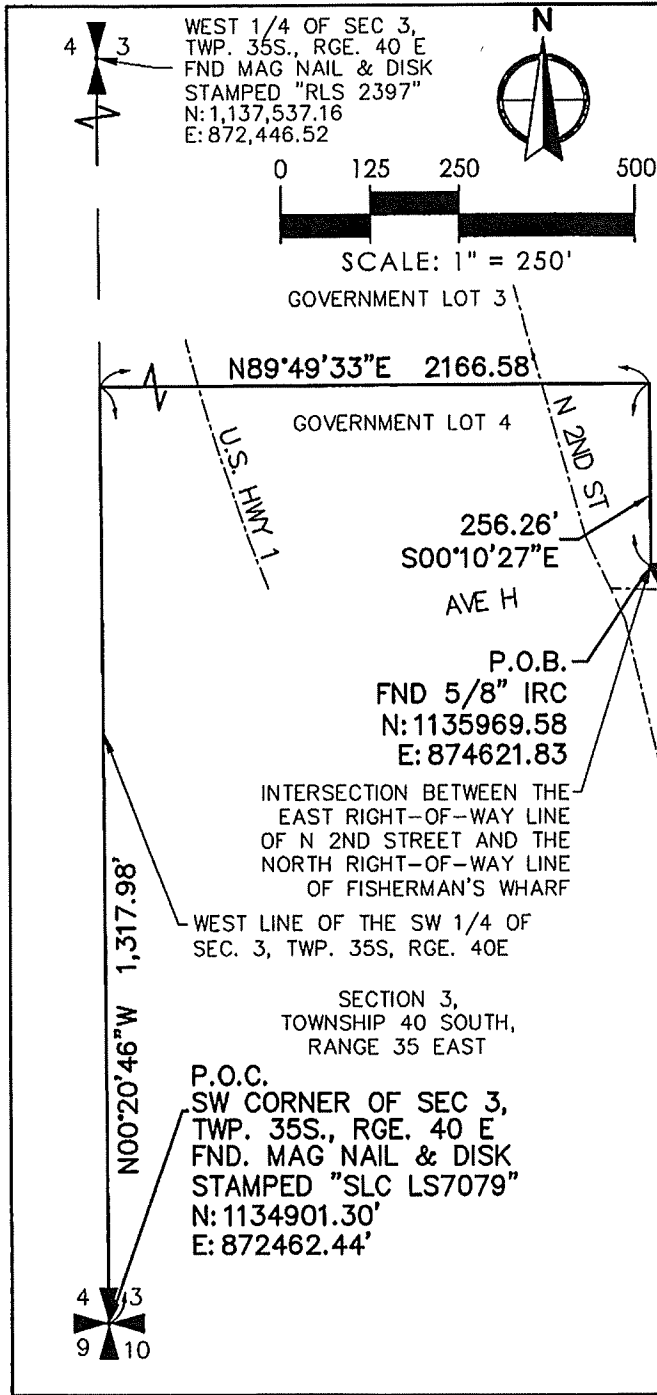 4 3
WEST 1/4 OF SEC 3,
TWP. 35S., RGE. 40 E
FND MAG NAIL & DISK
STAMPED "RLS 2397"
N:1,137,537.16
E:872,446.52
N
0 125 250 500
SCALE: 1" = 250'
GOVERNMENT LOT 3
N89°49'33"E 2166.58'
GOVERNMENT LOT 4
U.S. HWY 1
N 2ND ST
256.26'
S00°10'27"E
AVE H
P.O.B.
FND 5/8" IRC
N:1135969.58
E:874621.83
INTERSECTION BETWEEN THE
EAST RIGHT-OF-WAY LINE
OF N 2ND STREET AND THE
NORTH RIGHT-OF-WAY LINE
OF FISHERMAN'S WHARF
WEST LINE OF THE SW 1/4 OF
SEC. 3, TWP. 35S, RGE. 40E
N00°20'46"W 1,317.98'
SECTION 3,
TOWNSHIP 40 SOUTH,
RANGE 35 EAST
P.O.C.
SW CORNER OF SEC 3,
TWP. 35S., RGE. 40 E
FND. MAG NAIL & DISK
STAMPED "SLC LS7079"
N:1134901.30'
E:872462.44'
4 3
9 10